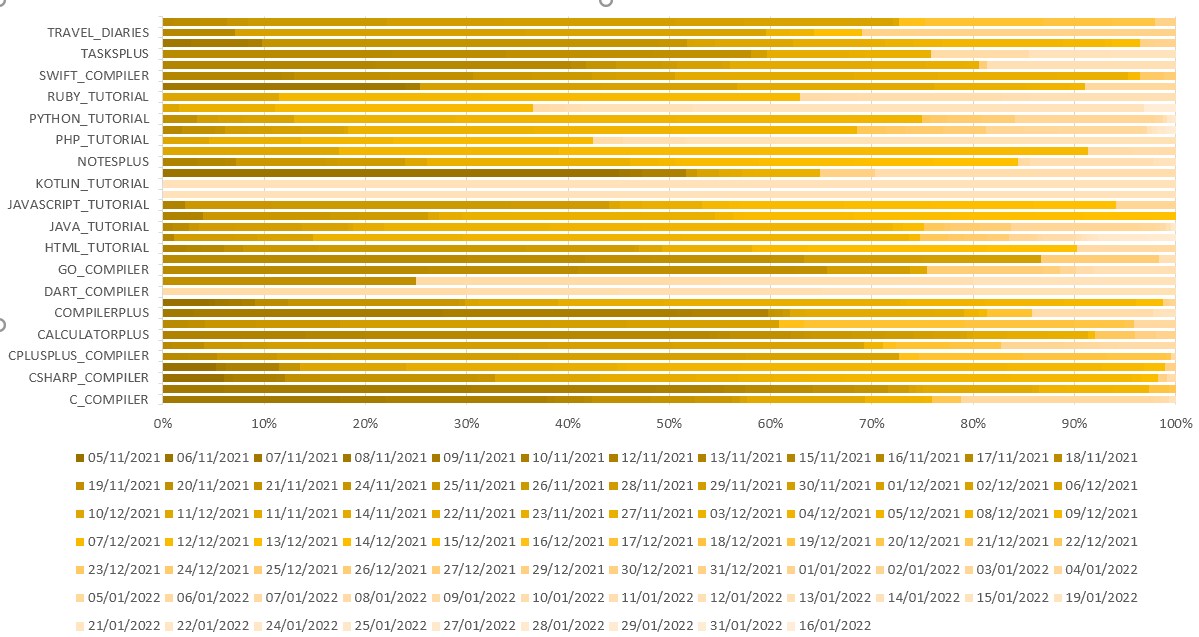 TRAVEL_DIARIES
TASKSPLUS
SWIFT_COMPILER
RUBY_TUTORIAL
PYTHON_TUTORIAL
PHP_TUTORIAL
NOTESPLUS
KOTLIN_TUTORIAL
JAVASCRIPT_TUTORIAL
JAVA_TUTORIAL
HTML_TUTORIAL
GO_COMPILER
DART_COMPILER
COMPILERPLUS
CALCULATORPLUS
CPLUSPLUS_COMPILER
CSHARP_COMPILER
C_COMPILER
0% 10% 20% 30% 40% 50% 60% 70% 80% 90% 100%
05/11/2021 06/11/2021 07/11/2021 08/11/2021 09/11/2021 10/11/2021 12/11/2021 13/11/2021 15/11/2021 16/11/2021 17/11/2021 18/11/2021
19/11/2021 20/11/2021 21/11/2021 24/11/2021 25/11/2021 26/11/2021 28/11/2021 29/11/2021 30/11/2021 01/12/2021 02/12/2021 06/12/2021
10/12/2021 11/12/2021 11/11/2021 14/11/2021 22/11/2021 23/11/2021 27/11/2021 03/12/2021 04/12/2021 05/12/2021 08/12/2021 09/12/2021
07/12/2021 12/12/2021 13/12/2021 14/12/2021 15/12/2021 16/12/2021 17/12/2021 18/12/2021 19/12/2021 20/12/2021 21/12/2021 22/12/2021
23/12/2021 24/12/2021 25/12/2021 26/12/2021 27/12/2021 29/12/2021 30/12/2021 31/12/2021 01/01/2022 02/01/2022 03/01/2022 04/01/2022
05/01/2022 06/01/2022 07/01/2022 08/01/2022 09/01/2022 10/01/2022 11/01/2022 12/01/2022 13/01/2022 14/01/2022 15/01/2022 19/01/2022
21/01/2022 22/01/2022 24/01/2022 25/01/2022 27/01/2022 28/01/2022 29/01/2022 31/01/2022 16/01/2022